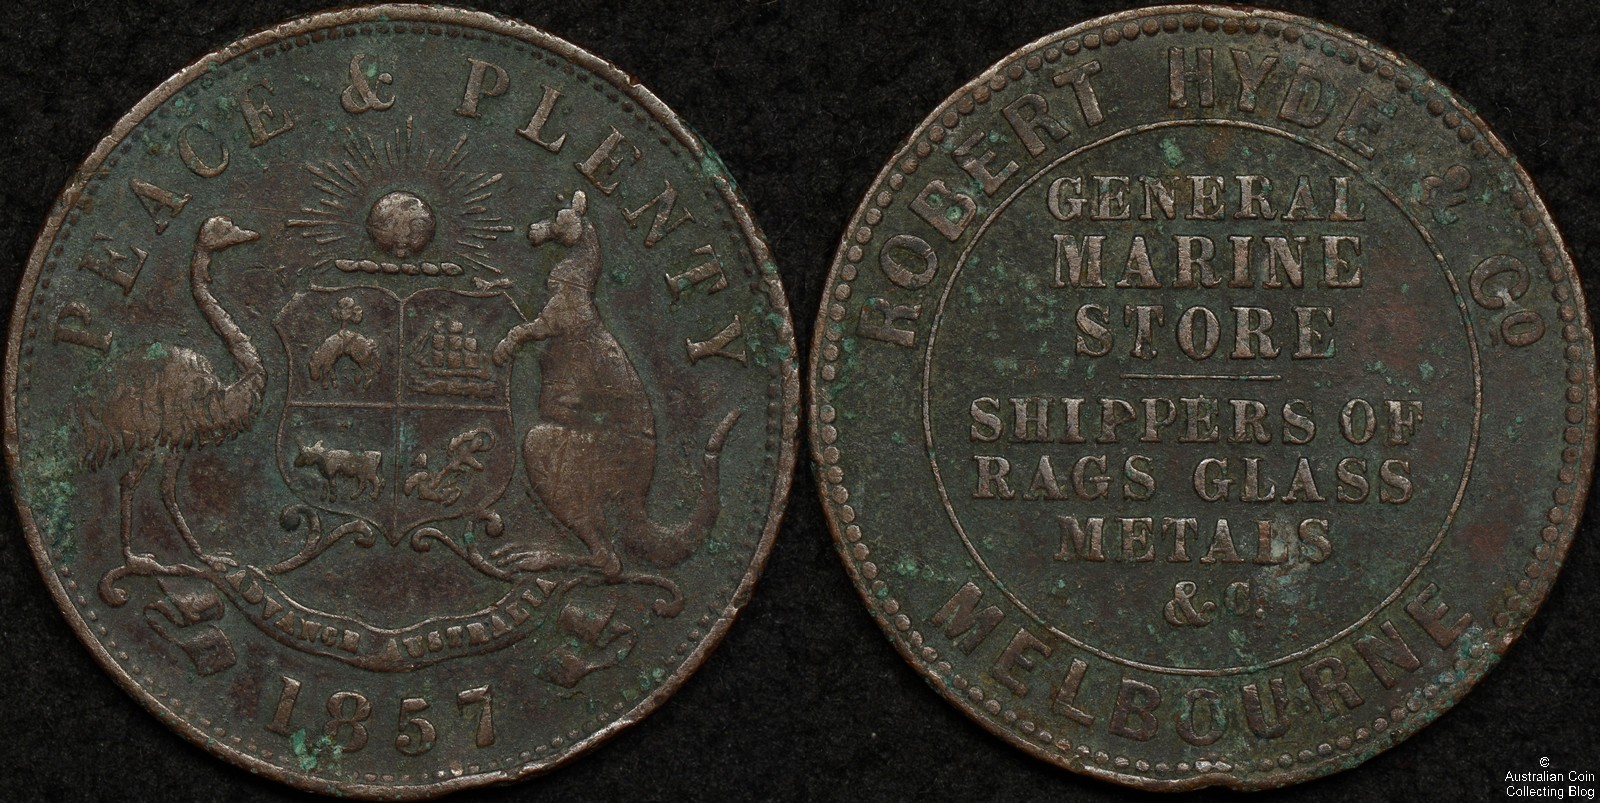 PEACE & PLENTY
ADVANCE AUSTRALIA
1857
ROBERT HYDE & Co
GENERAL
MARINE
STORE
SHIPPERS OF
RAGS GLASS
METALS
&C.
MELBOURNE
©
Australian Coin
Collecting Blog